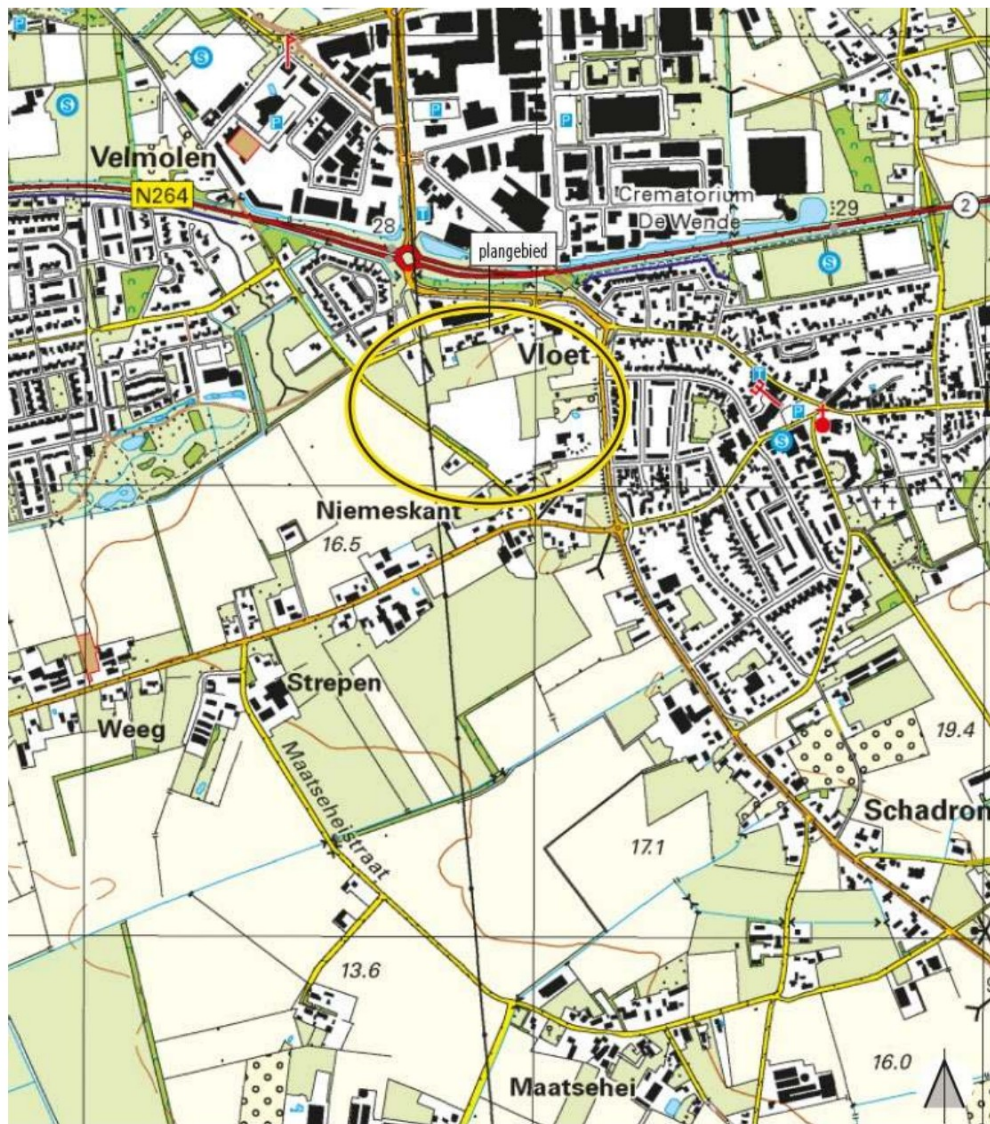 P
S
S
S
P
P
P
Velmolen
N264
T
28
Crematorium
De Wende
:29
2
plangebied
S
Vloet
T
P
S
Niemeskant
16.5
Strepen
Weeg
19.4
Maatseheistraat
Schadron
17.1
13.6
16.0
Maatsehei